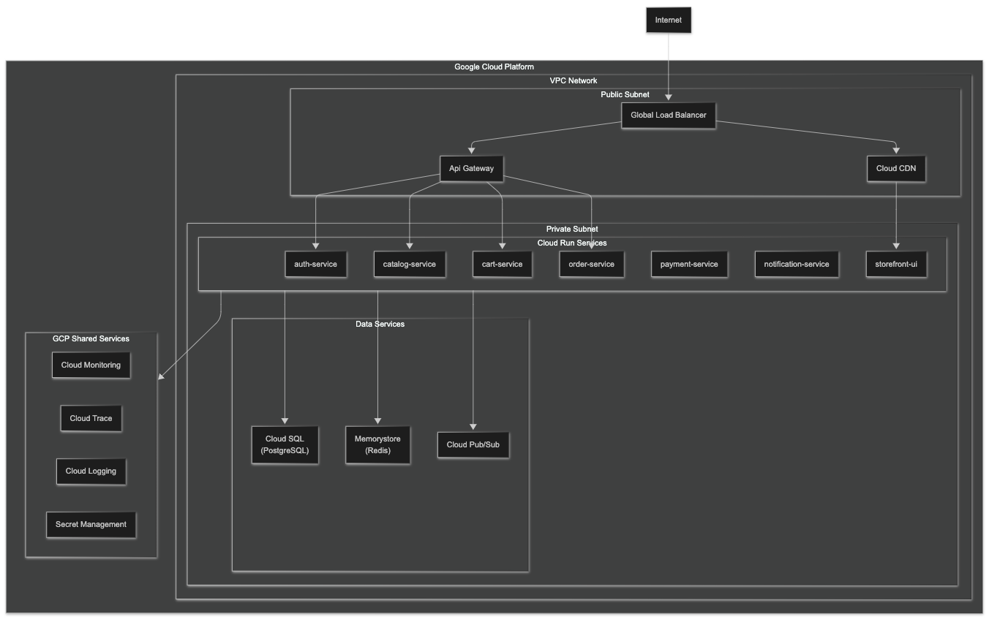 Internet
Google Cloud Platform
VPC Network
Public Subnet
Global Load Balancer
Api Gateway
Cloud CDN
Private Subnet
Cloud Run Services
auth-service
catalog-service
cart-service
order-service
payment-service
notification-service
storefront-ui
Data Services
GCP Shared Services
Cloud Monitoring
Cloud Trace
Cloud SQL
(PostgreSQL)
Memorystore
(Redis)
Cloud Pub/Sub
Cloud Logging
Secret Management